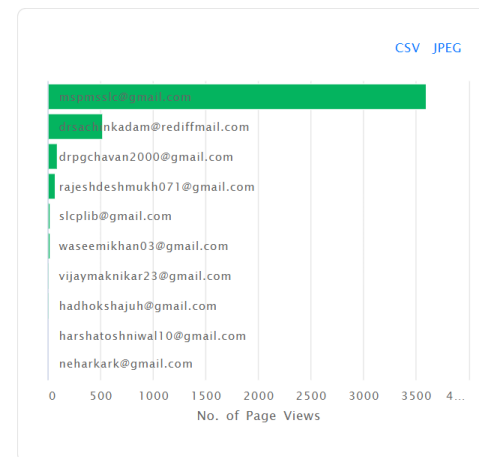 CSV JPEG
mspmsslc@gmail.com
drsachinkadam@rediffmail.com
drpgchavan2000@gmail.com
rajeshdeshmukh071@gmail.com
slcplib@gmail.com
waseemikhan03@gmail.com
vijaymaknikar23@gmail.com
hadhokshajuh@gmail.com
harshatoshniwal10@gmail.com
neharkark@gmail.com
0 500 1000 1500 2000 2500 3000 3500 4...
No. of Page Views